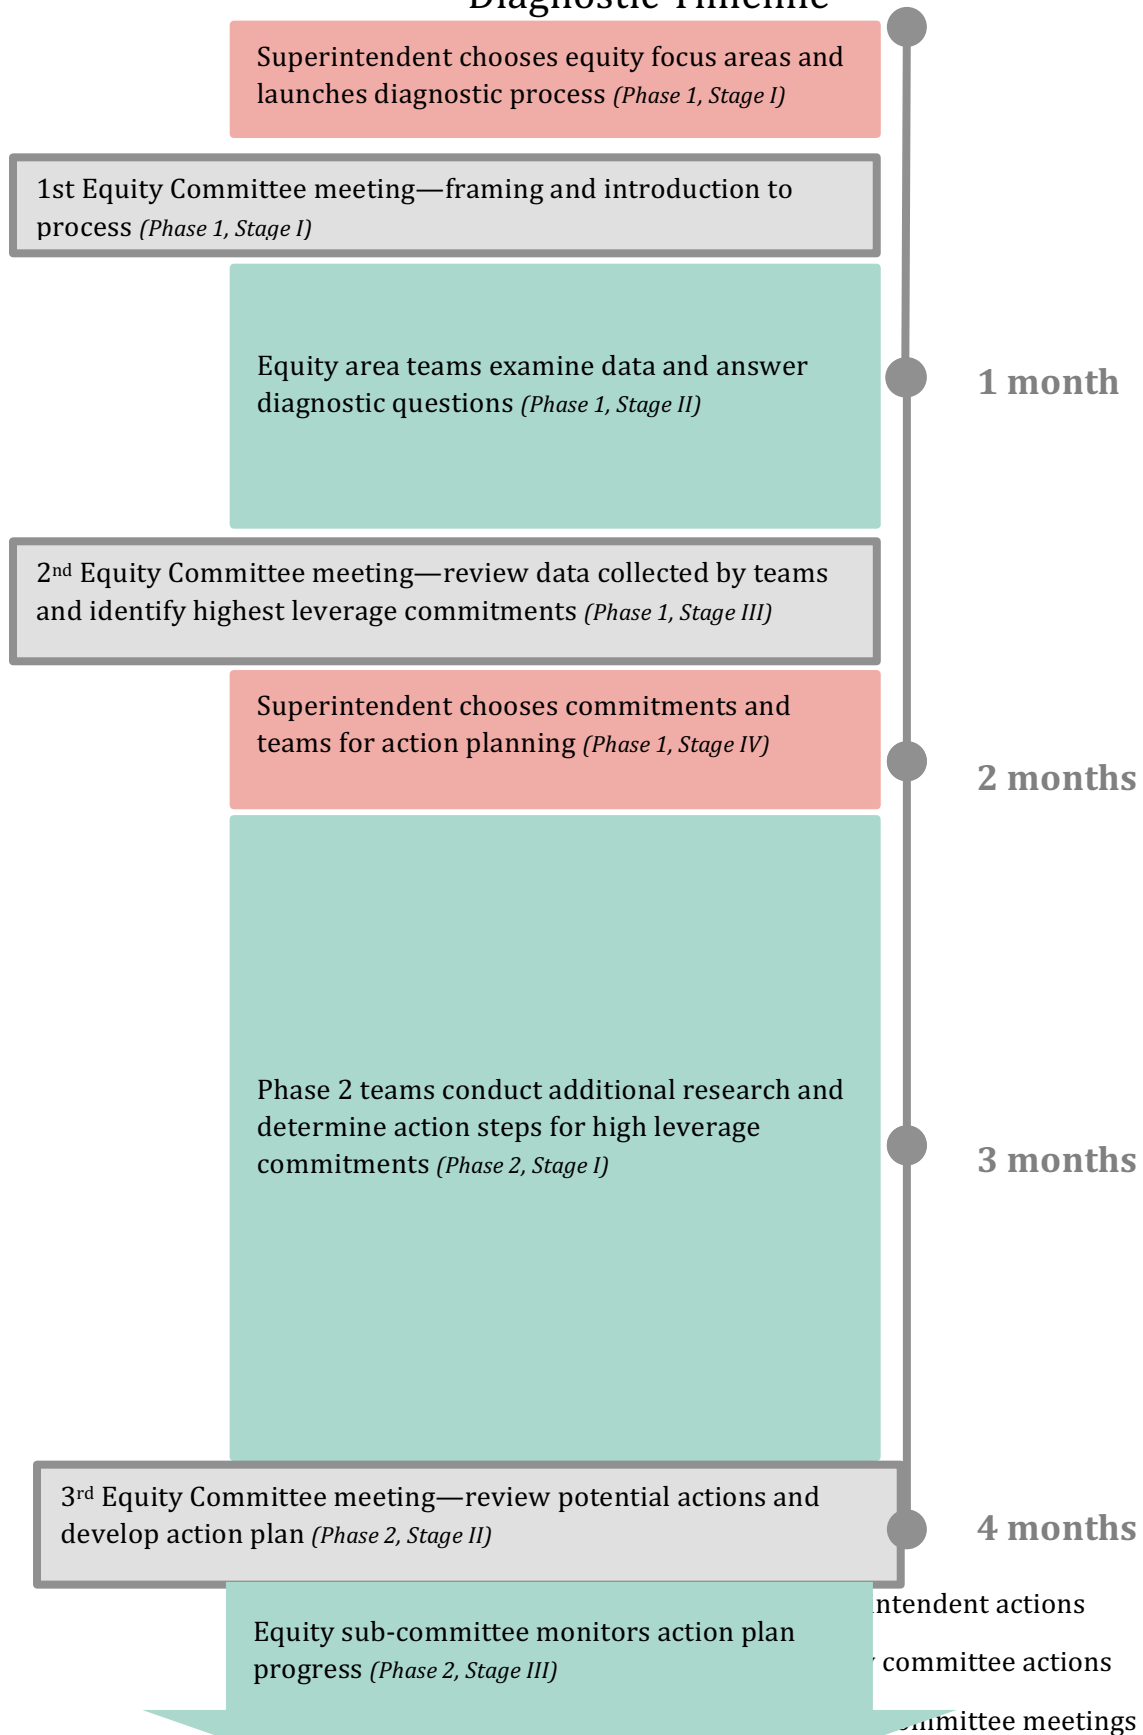 Diagnostic Timeline
Superintendent chooses equity focus areas and
launches diagnostic process (Phase 1, Stage I)
1st Equity Committee meeting—framing and introduction to
process (Phase 1, Stage I)
Equity area teams examine data and answer
diagnostic questions (Phase 1, Stage II)
1 month
2nd Equity Committee meeting—review data collected by teams
and identify highest leverage commitments (Phase 1, Stage III)
Superintendent chooses commitments and
teams for action planning (Phase 1, Stage IV)
2 months
Phase 2 teams conduct additional research and
determine action steps for high leverage
commitments (Phase 2, Stage I)
3 months
3rd Equity Committee meeting—review potential actions and
develop action plan (Phase 2, Stage II)
4 months
intendent actions
Equity sub-committee monitors action plan
progress (Phase 2, Stage III)
committee actions
mmittee meetings